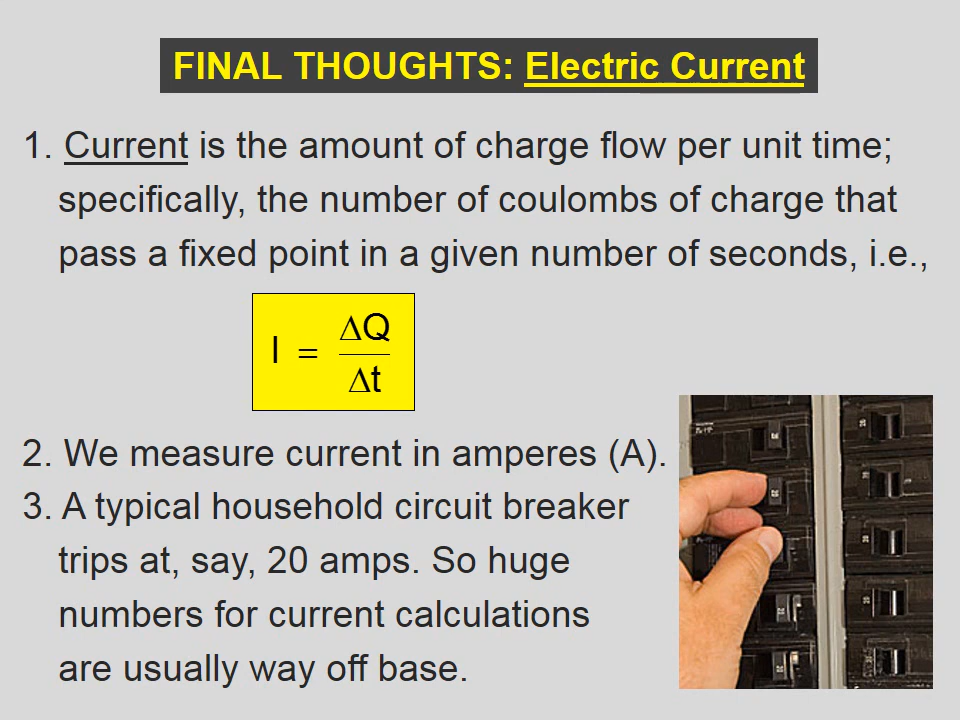 FINAL THOUGHTS: Electric Current
1. Current is the amount of charge flow per unit time;
specifically, the number of coulombs of charge that
pass a fixed point in a given number of seconds, i.e.,
I = ΔQ
Δt
2. We measure current in amperes (A).
3. A typical household circuit breaker
trips at, say, 20 amps. So huge
numbers for current calculations
are usually way off base.